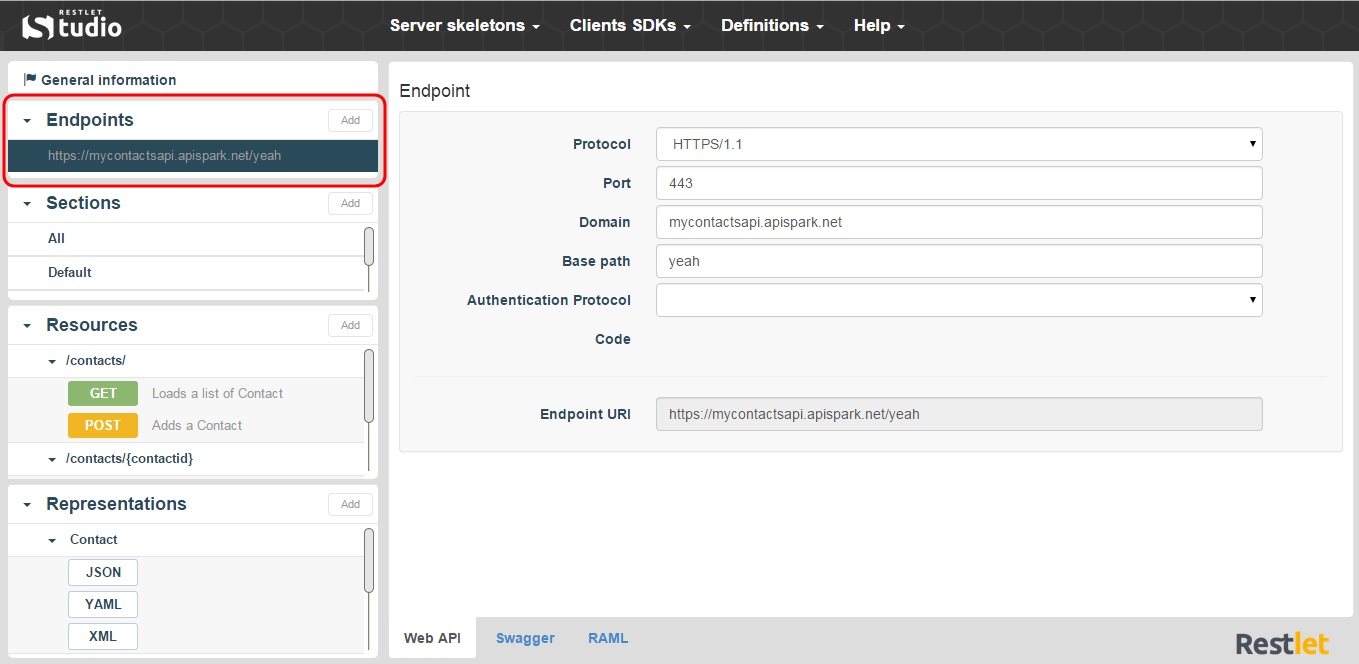 RESTLET
Studio
Server skeletons
Clients SDKs
Definitions
Help
General information
Endpoints
Add
https://mycontactsapi.apispark.net/yeah
Sections
Add
All
Default
Resources
Add
/contacts/
GET Loads a list of Contact
POST Adds a Contact
/contacts/{contactid}
Representations
Add
Contact
JSON
YAML
XML
Endpoint
Protocol HTTPS/1.1
Port 443
Domain mycontactsapi.apispark.net
Base path yeah
Authentication Protocol
Code
Endpoint URI https://mycontactsapi.apispark.net/yeah
Web API
Swagger
RAML
Restlet